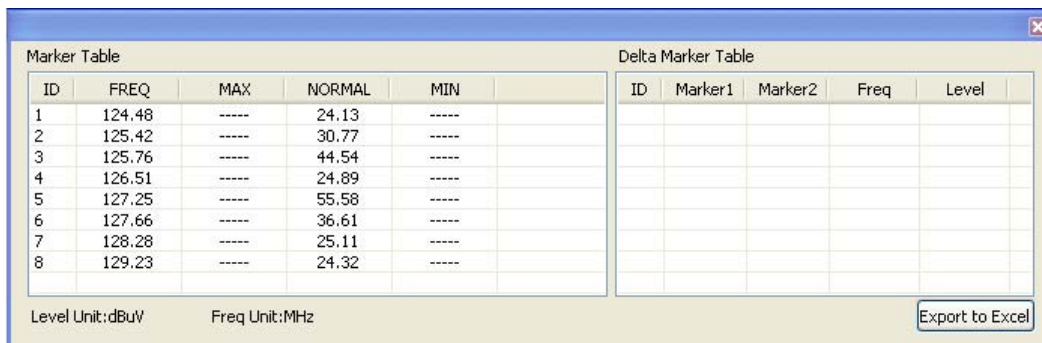 Marker Table
ID FREQ MAX NORMAL MIN
1 124.48 ----- 24.13 -----
2 125.42 ----- 30.77 -----
3 125.76 ----- 44.54 -----
4 126.51 ----- 24.89 -----
5 127.25 ----- 55.58 -----
6 127.66 ----- 36.61 -----
7 128.28 ----- 25.11 -----
8 129.23 ----- 24.32 -----
Level Unit:dBuV Freq Unit:MHz
Delta Marker Table
ID Marker1 Marker2 Freq Level
Export to Excel